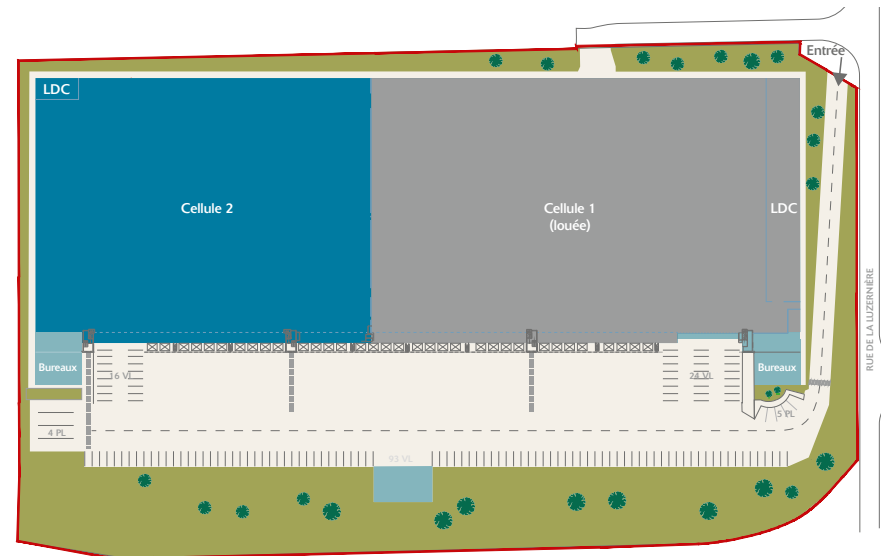 Entrée
LDC
Cellule 2
Cellule 1
(louée)
LDC
RUE DE LA LUZERNIÈRE
Bureaux
16 VL
24 VL
Bureaux
4 PL
5 PL
93 VL